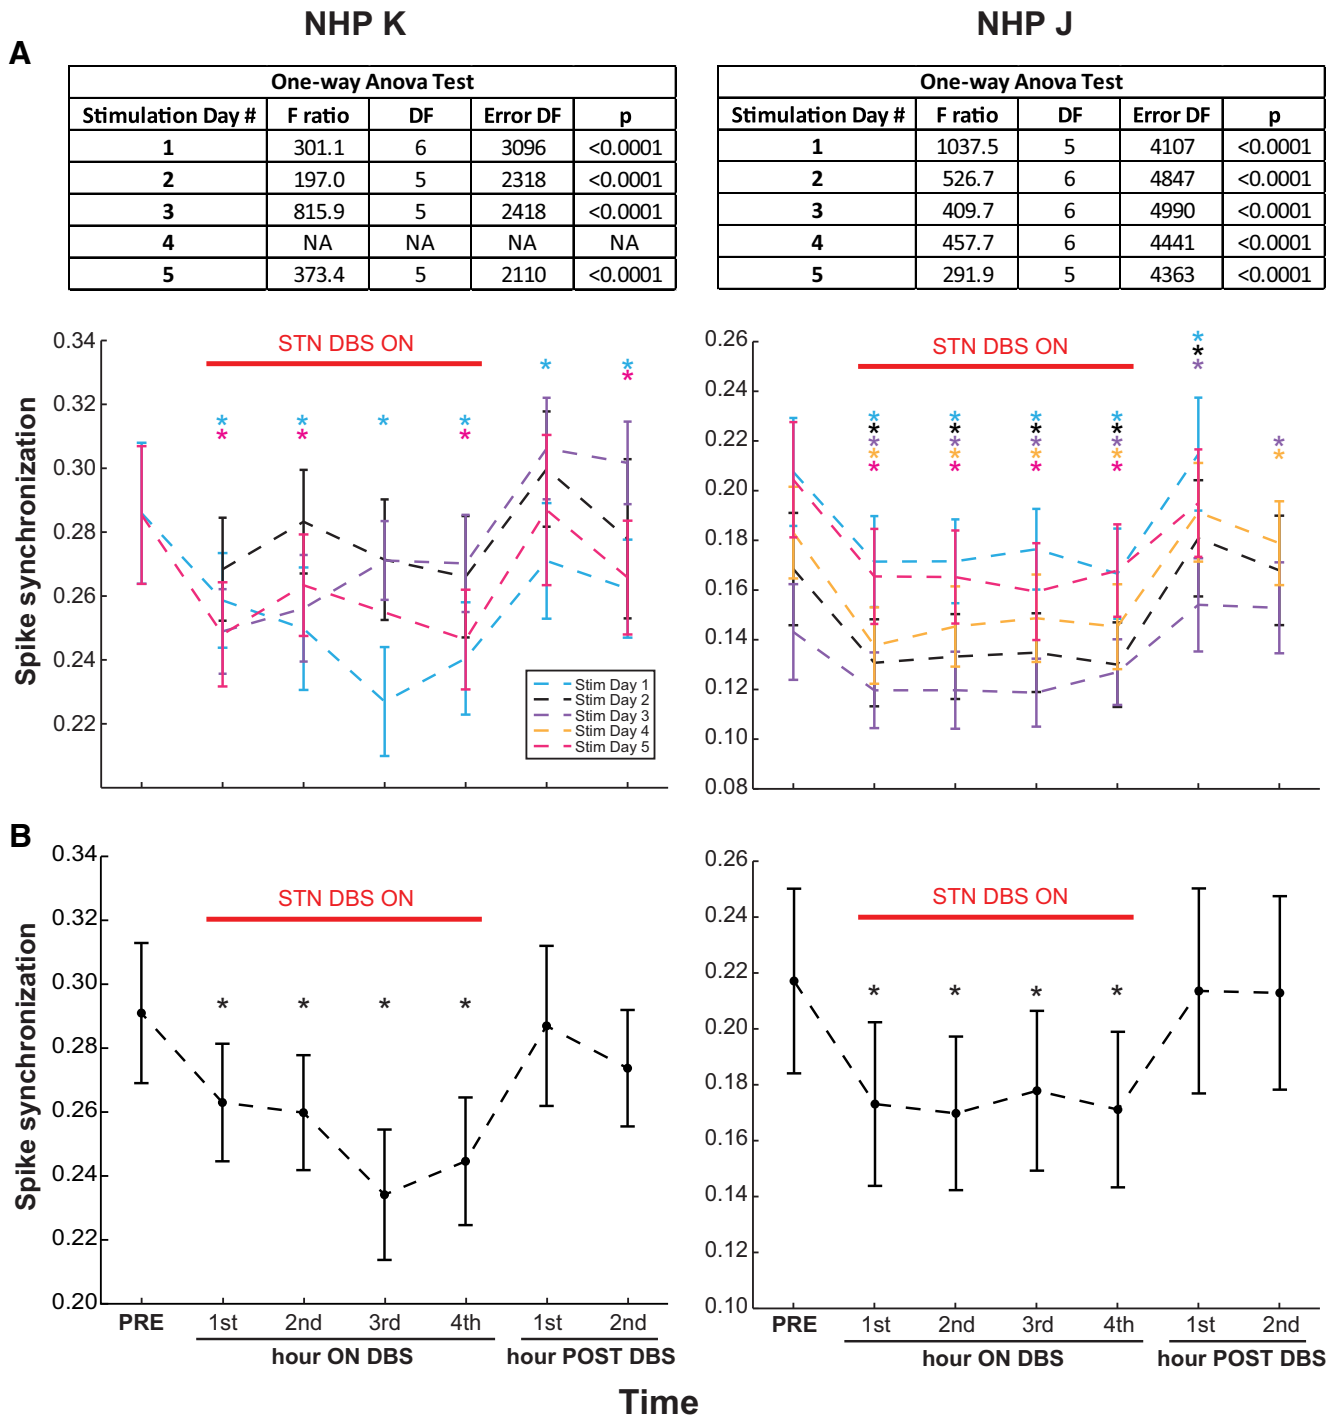 NHP K
NHP J
A
One-way Anova Test
Stimulation Day # F ratio DF Error DF p
1 301.1 6 3096 <0.0001
2 197.0 5 2318 <0.0001
3 815.9 5 2418 <0.0001
4 NA NA NA NA
5 373.4 5 2110 <0.0001
One-way Anova Test
Stimulation Day # F ratio DF Error DF p
1 1037.5 5 4107 <0.0001
2 526.7 6 4847 <0.0001
3 409.7 6 4990 <0.0001
4 457.7 6 4441 <0.0001
5 291.9 5 4363 <0.0001
Spike synchronization
0.34
0.32
0.30
0.28
0.26
0.24
0.22
STN DBS ON
* * * * * *
* * * *
Stim Day 1
Stim Day 2
Stim Day 3
Stim Day 4
Stim Day 5
0.26
0.24
0.22
0.20
0.18
0.16
0.14
0.12
0.10
0.08
STN DBS ON
* * * * *
* * * * *
* * * * * *
* * * * *
* * * *
B
Spike synchronization
0.34
0.32
0.30
0.28
0.26
0.24
0.22
0.20
STN DBS ON
* * * *
PRE 1st 2nd 3rd 4th 1st 2nd
hour ON DBS hour POST DBS
0.26
0.24
0.22
0.20
0.18
0.16
0.14
0.12
0.10
STN DBS ON
* * * *
PRE 1st 2nd 3rd 4th 1st 2nd
hour ON DBS hour POST DBS
Time